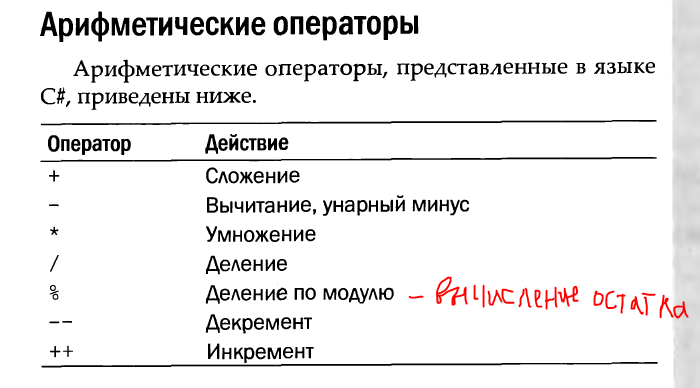 Арифметические операторы
Арифметические операторы, представленные в языке
C#, приведены ниже.
Оператор Действие
+ Сложение
− Вычитание, унарный минус
* Умножение
/ Деление
% Деление по модулю – вычисление остатка
-- Декремент
++ Инкремент